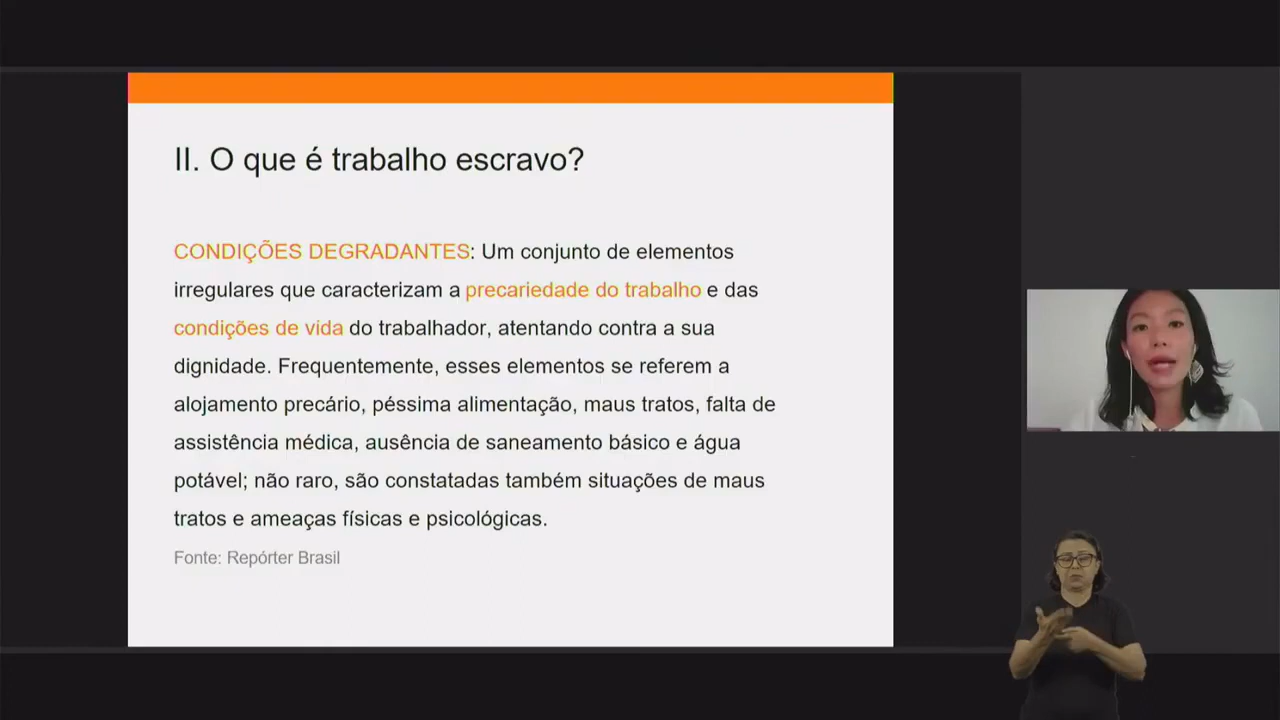 II. O que é trabalho escravo?
CONDIÇÕES DEGRADANTES: Um conjunto de elementos
irregulares que caracterizam a precariedade do trabalho e das
condições de vida do trabalhador, atentando contra a sua
dignidade. Frequentemente, esses elementos se referem a
alojamento precário, péssima alimentação, maus tratos, falta de
assistência médica, ausência de saneamento básico e água
potável; não raro, são constatadas também situações de maus
tratos e ameaças físicas e psicológicas.
Fonte: Repórter Brasil